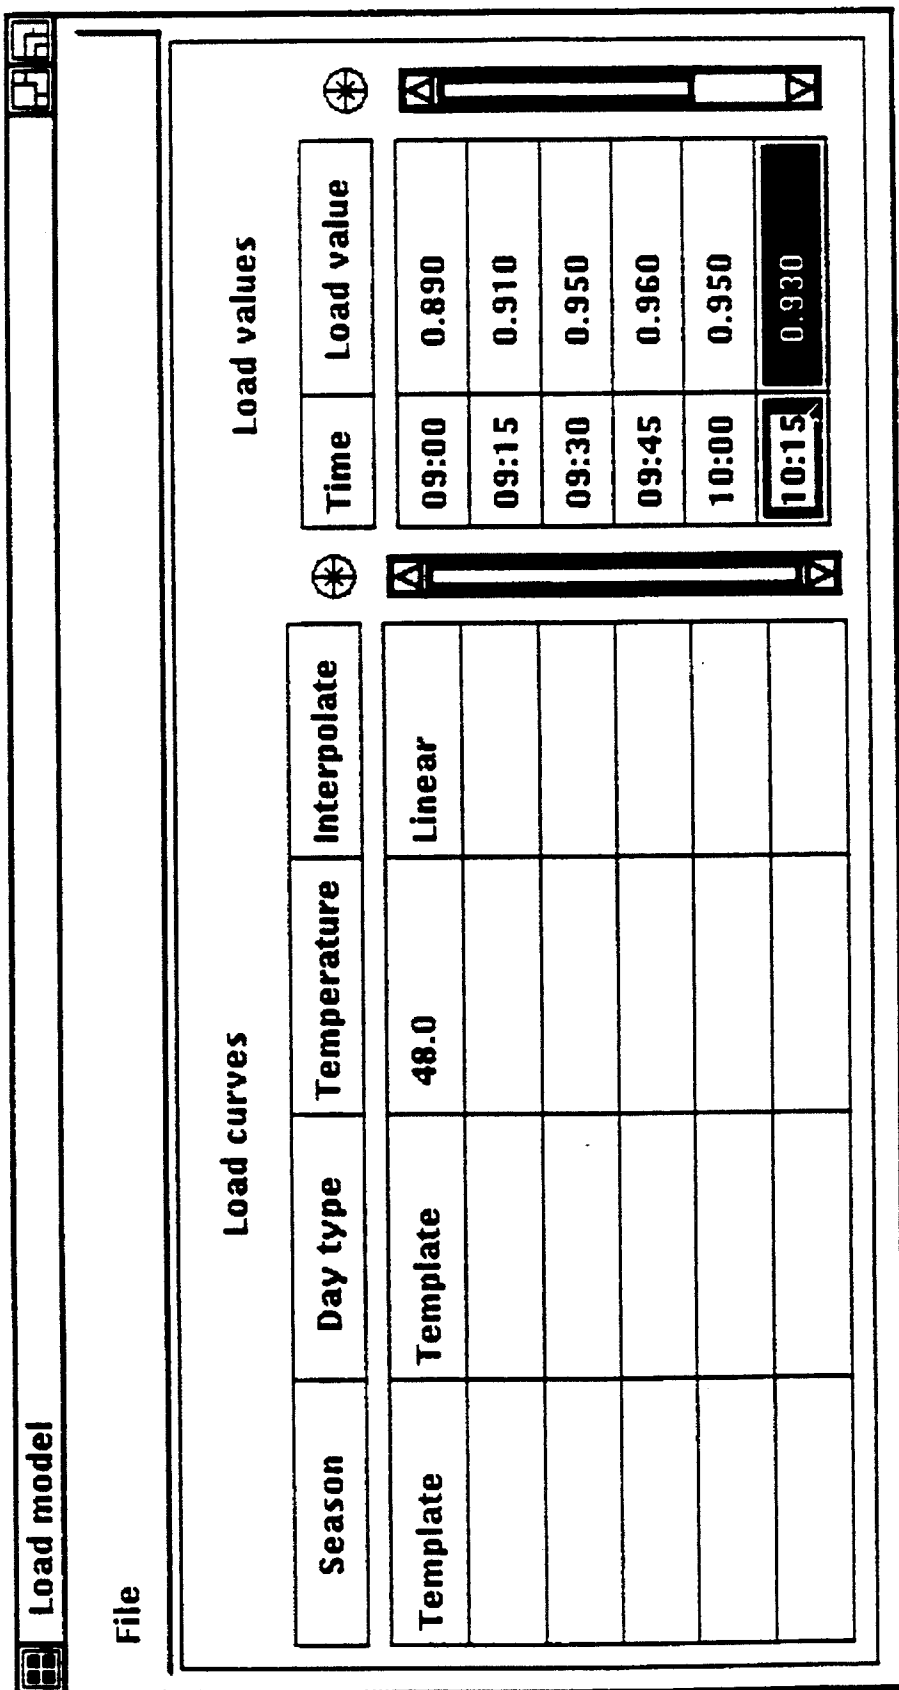 Load model
File
Load curves
Load values
Season Day type Temperature Interpolate
Time Load value
Template Template 48.0 Linear
09:00 0.890
09:15 0.910
09:30 0.950
09:45 0.960
10:00 0.950
10:15 0.930